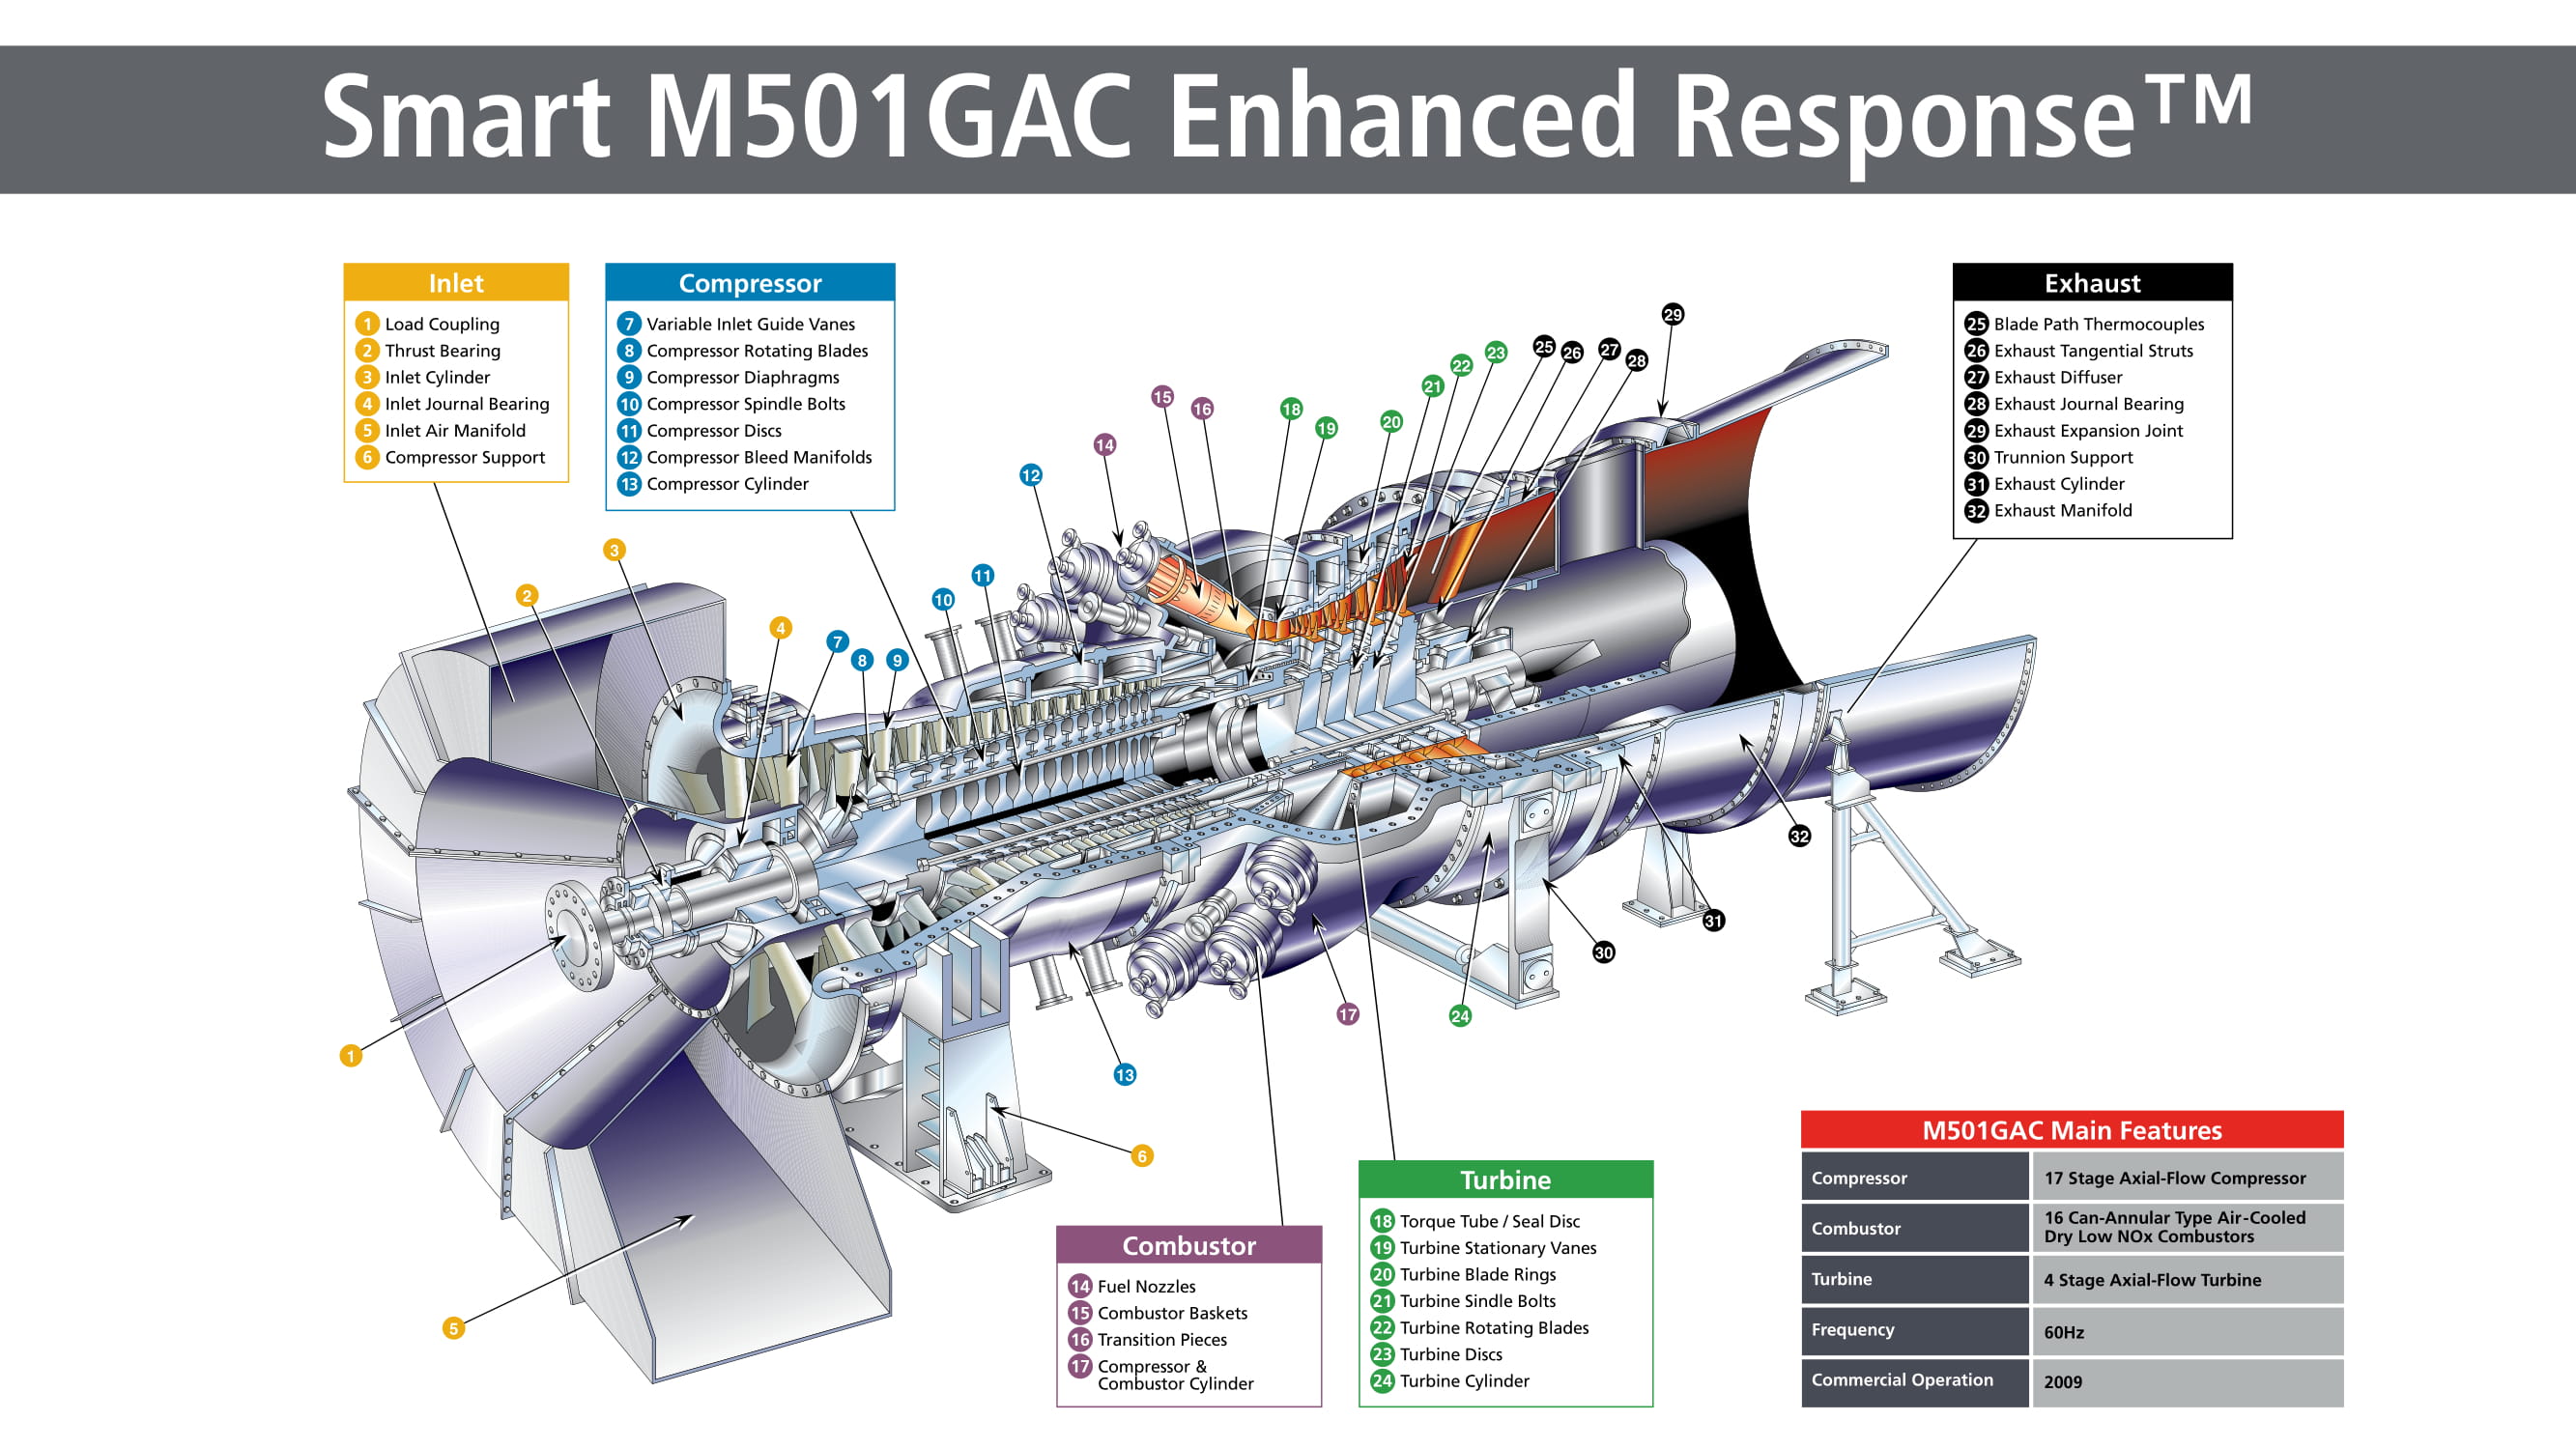 Smart M501GAC Enhanced Response™
Inlet
1 Load Coupling
2 Thrust Bearing
3 Inlet Cylinder
4 Inlet Journal Bearing
5 Inlet Air Manifold
6 Compressor Support
Compressor
7 Variable Inlet Guide Vanes
8 Compressor Rotating Blades
9 Compressor Diaphragms
10 Compressor Spindle Bolts
11 Compressor Discs
12 Compressor Bleed Manifolds
13 Compressor Cylinder
Exhaust
25 Blade Path Thermocouples
26 Exhaust Tangential Struts
27 Exhaust Diffuser
28 Exhaust Journal Bearing
29 Exhaust Expansion Joint
30 Trunnion Support
31 Exhaust Cylinder
32 Exhaust Manifold
29
25
26
27
28
23
22
21
20
19
18
16
15
14
12
11
10
3
2
4
7
8
9
1
5
6
13
17
24
30
31
32
Combustor
14 Fuel Nozzles
15 Combustor Baskets
16 Transition Pieces
17 Compressor &
Combustor Cylinder
Turbine
18 Torque Tube / Seal Disc
19 Turbine Stationary Vanes
20 Turbine Blade Rings
21 Turbine Sindle Bolts
22 Turbine Rotating Blades
23 Turbine Discs
24 Turbine Cylinder
M501GAC Main Features
Compressor 17 Stage Axial-Flow Compressor
Combustor 16 Can-Annular Type Air-Cooled
Dry Low NOx Combustors
Turbine 4 Stage Axial-Flow Turbine
Frequency 60Hz
Commercial Operation 2009